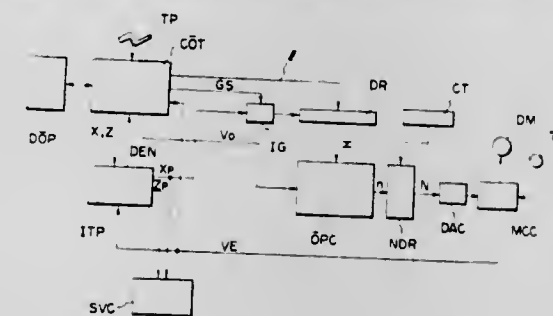 TP
CŌT
GS
DR
CT
DM
DŌP
X,Z
Vo
IG
x
DEN
Xp
Zp
n
N
ITP
ŌPC
NDR
DAC
MCC
VE
SVC